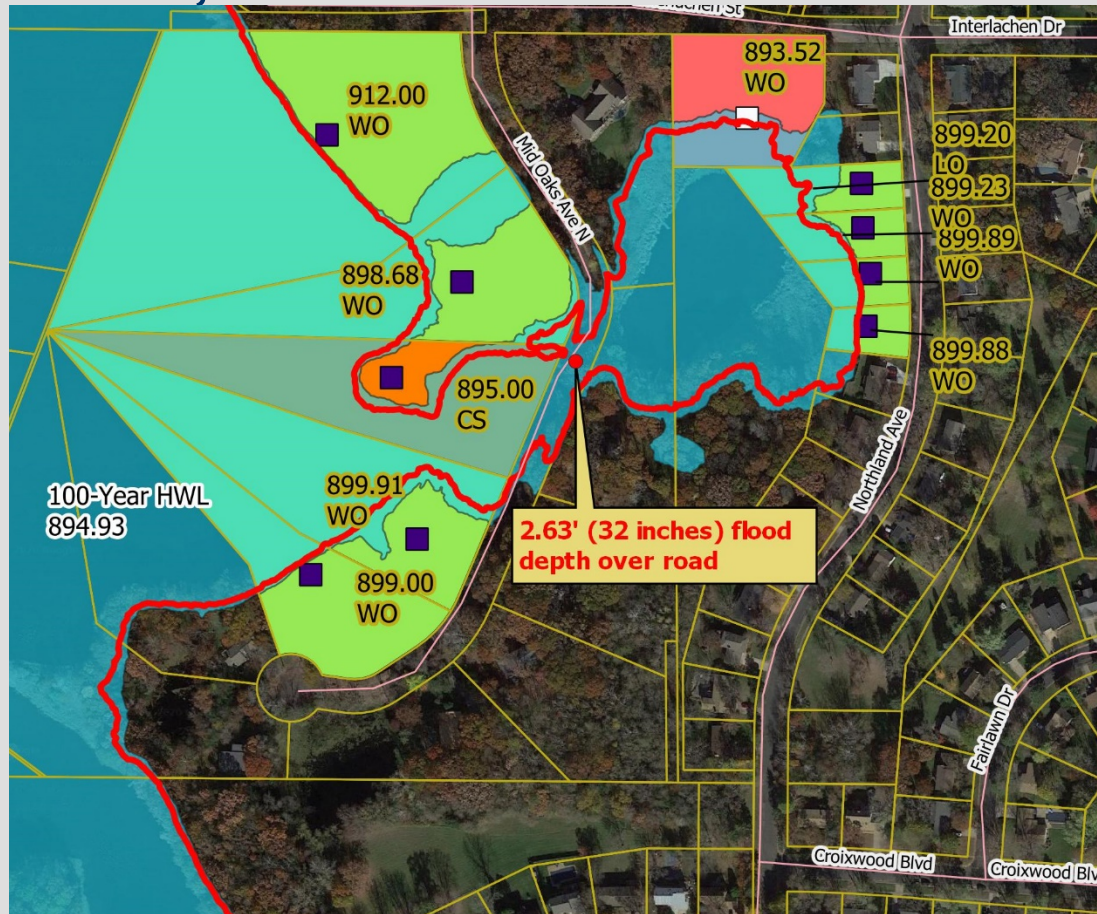 Interlachen Dr
893.52
WO
912.00
WO
Mid Oaks Ave N
899.20
LO
899.23
WO
899.89
WO
898.68
WO
899.88
WO
895.00
CS
Northland Ave
100-Year HWL
894.93
899.91
WO
2.63' (32 inches) flood
depth over road
899.00
WO
Fairlawn Dr
Croixwood Blvd